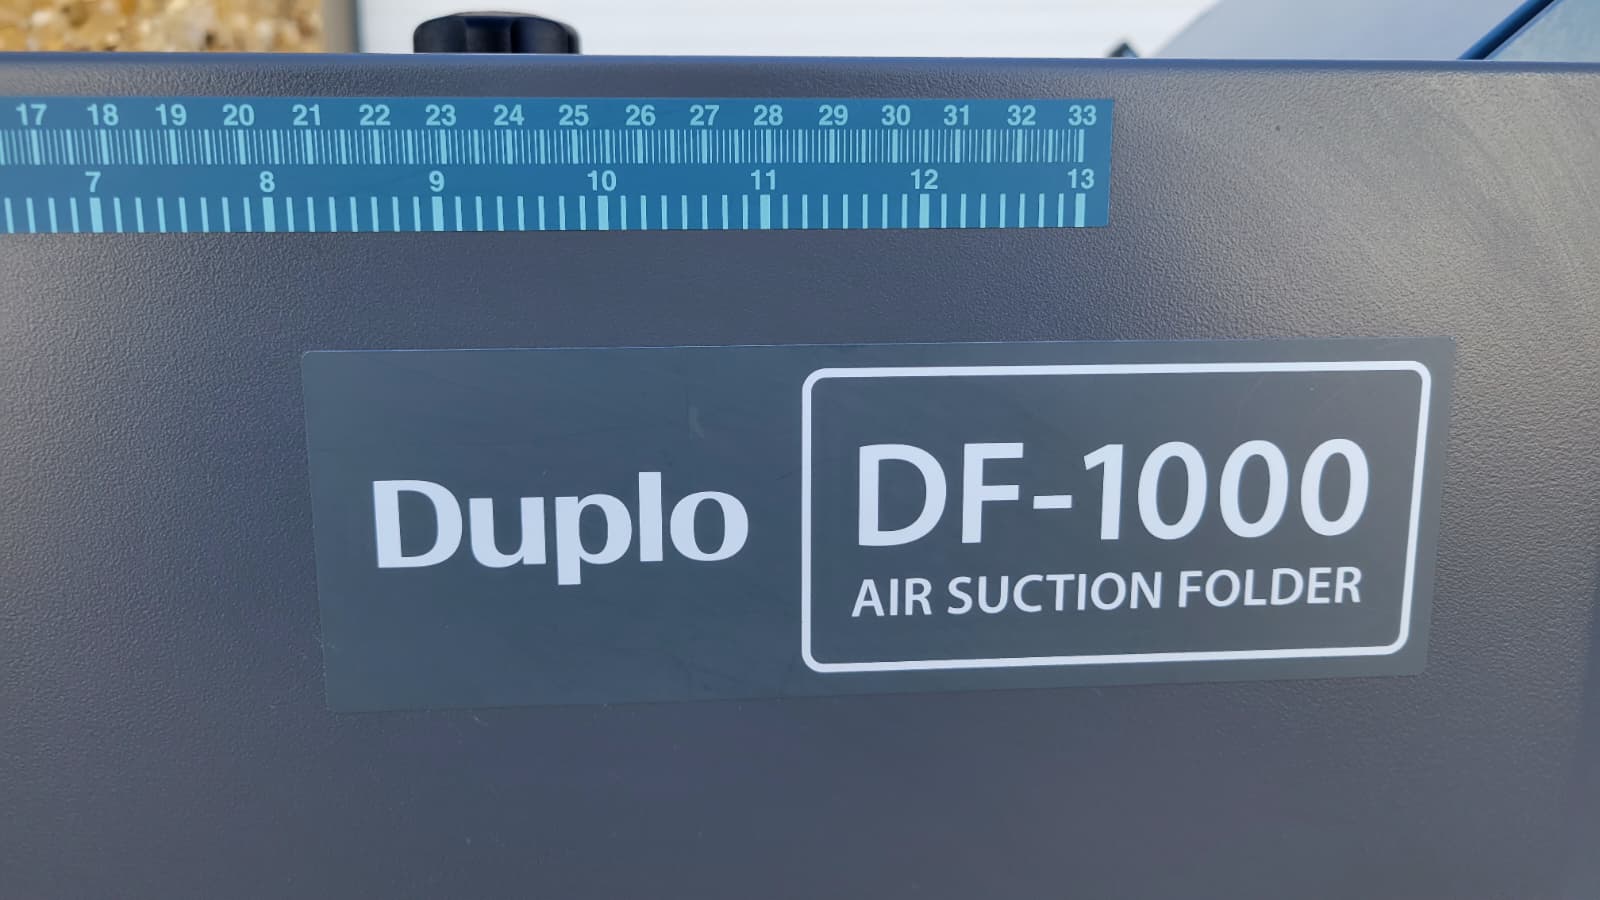 17 18 19 20 21 22 23 24 25 26 27 28 29 30 31 32 33
7 8 9 10 11 12 13
Duplo
DF-1000
AIR SUCTION FOLDER